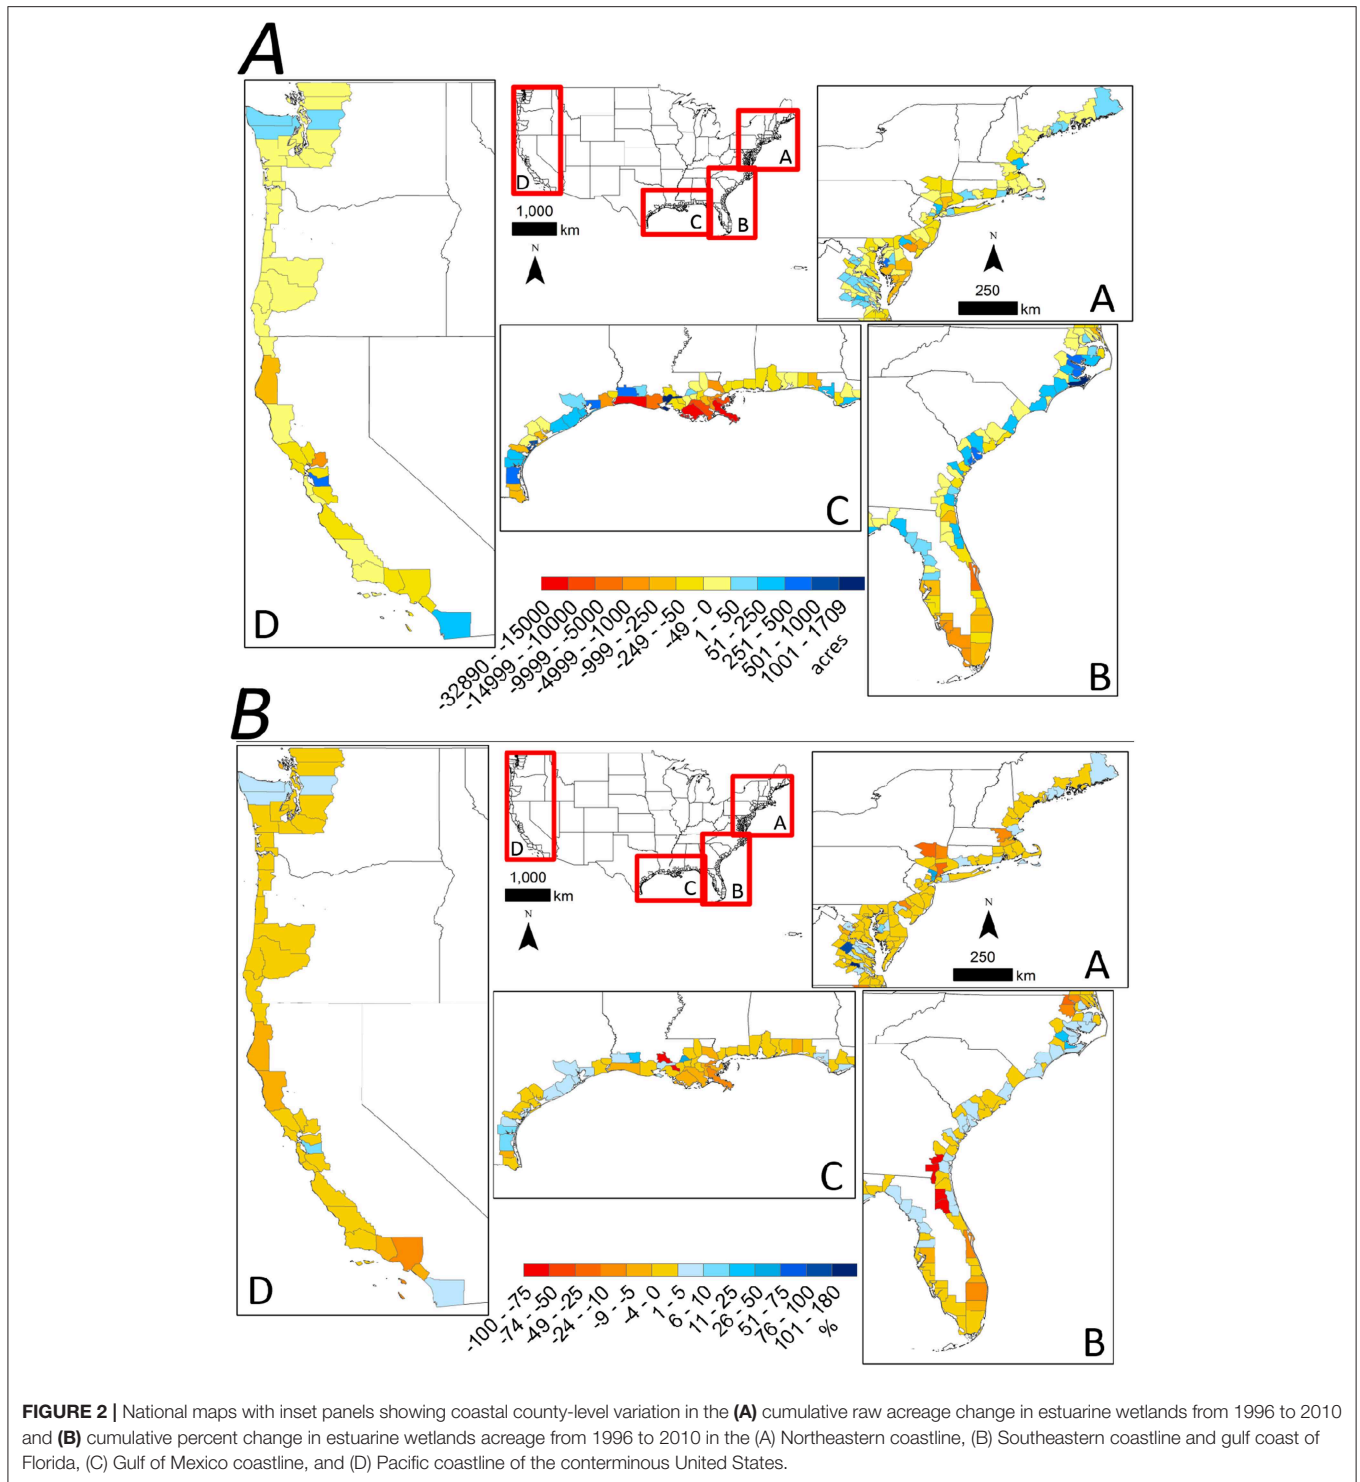 A
D
1,000
km
N
A
B
C
D
A
N
250
km
C
B
D
-32890 - -15000
-14999 - -10000
-9999 - -5000
-4999 - -1000
-999 - -250
-249 - -50
-49 - 0
1 - 50
51 - 250
251 - 500
501 - 1000
1001 - 1709
acres
B
D
1,000
km
N
A
B
C
A
N
250
km
C
D
B
-100 - -75
-74 - -50
-49 - -25
-24 - -10
-9 - -5
-4 - 0
1 - 5
6 - 10
11 - 25
26 - 50
51 - 75
76 - 100
101 - 180
%
D
FIGURE 2 | National maps with inset panels showing coastal county-level variation in the (A) cumulative raw acreage change in estuarine wetlands from 1996 to 2010
and (B) cumulative percent change in estuarine wetlands acreage from 1996 to 2010 in the (A) Northeastern coastline, (B) Southeastern coastline and gulf coast of
Florida, (C) Gulf of Mexico coastline, and (D) Pacific coastline of the conterminous United States.